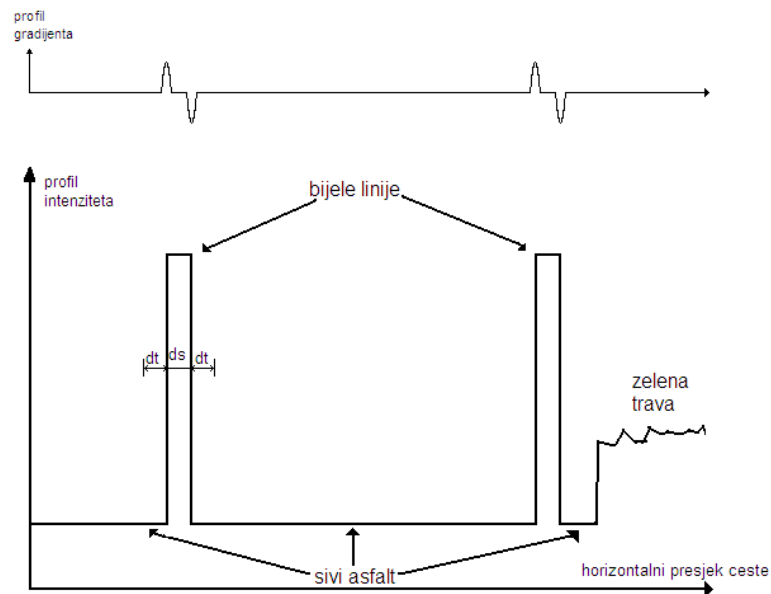 profil
gradijenta
profil
intenziteta
bijele linije
dt
ds
dt
zelena
trava
sivi asfalt
horizontalni presjek ceste